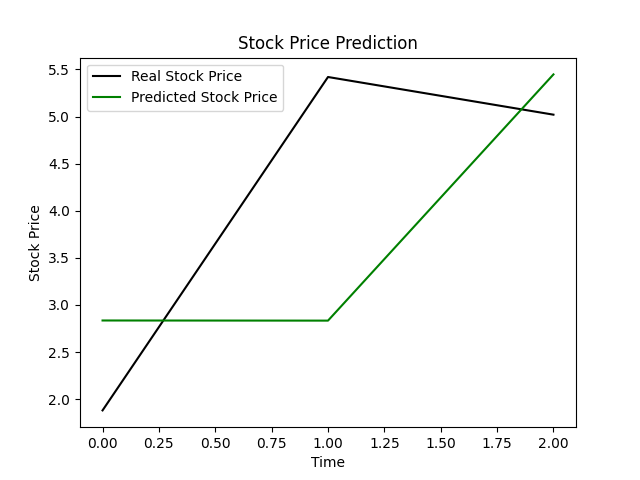 Stock Price Prediction
Real Stock Price
Predicted Stock Price
Stock Price
5.5
5.0
4.5
4.0
3.5
3.0
2.5
2.0
0.00 0.25 0.50 0.75 1.00 1.25 1.50 1.75 2.00
Time